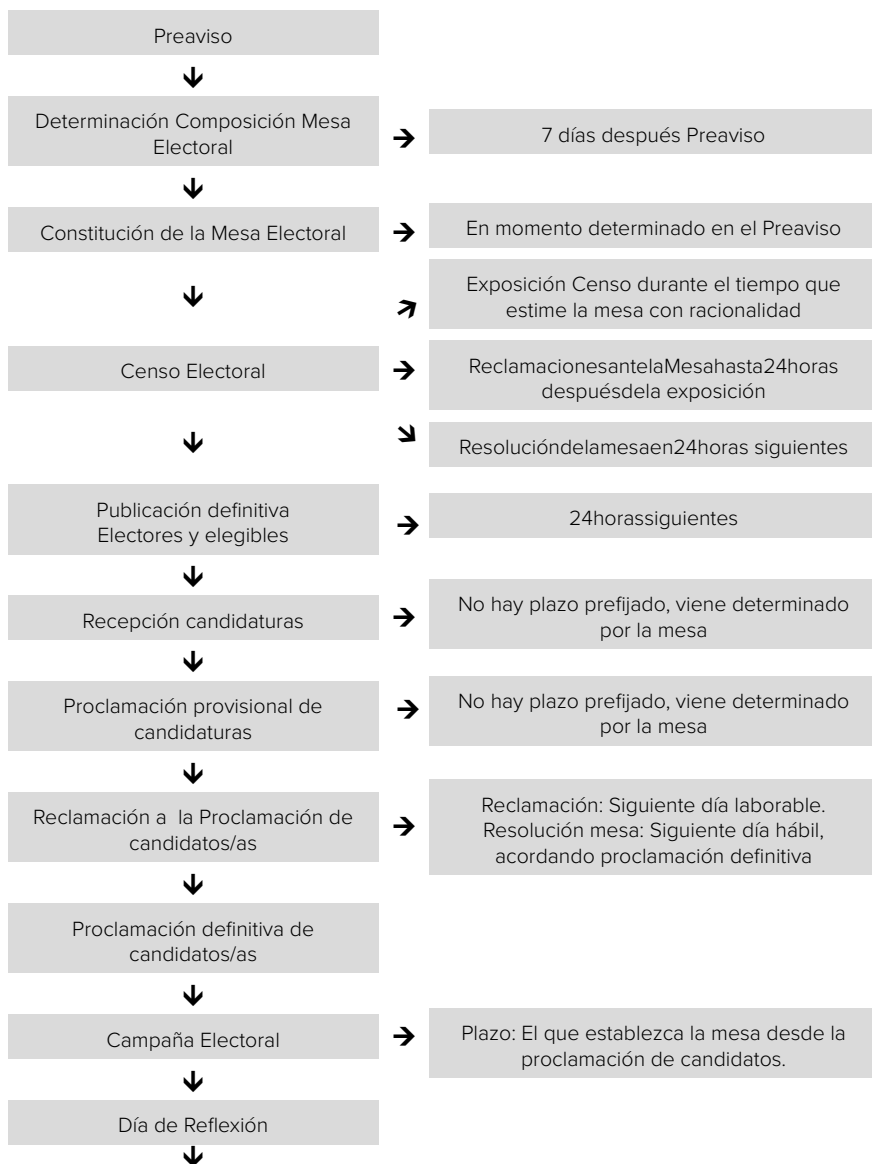 Preaviso
Determinación Composición Mesa
Electoral
7 días después Preaviso
Constitución de la Mesa Electoral
En momento determinado en el Preaviso
Exposición Censo durante el tiempo que
estime la mesa con racionalidad
Censo Electoral
ReclamacionesantelaMesahasta24horas
despuésdela exposición
Resolucióndelamesaen24horas siguientes
Publicación definitiva
Electores y elegibles
24horassiguientes
Recepción candidaturas
No hay plazo prefijado, viene determinado
por la mesa
Proclamación provisional de
candidaturas
No hay plazo prefijado, viene determinado
por la mesa
Reclamación a la Proclamación de
candidatos/as
Reclamación: Siguiente día laborable.
Resolución mesa: Siguiente día hábil,
acordando proclamación definitiva
Proclamación definitiva de
candidatos/as
Campaña Electoral
Plazo: El que establezca la mesa desde la
proclamación de candidatos.
Día de Reflexión